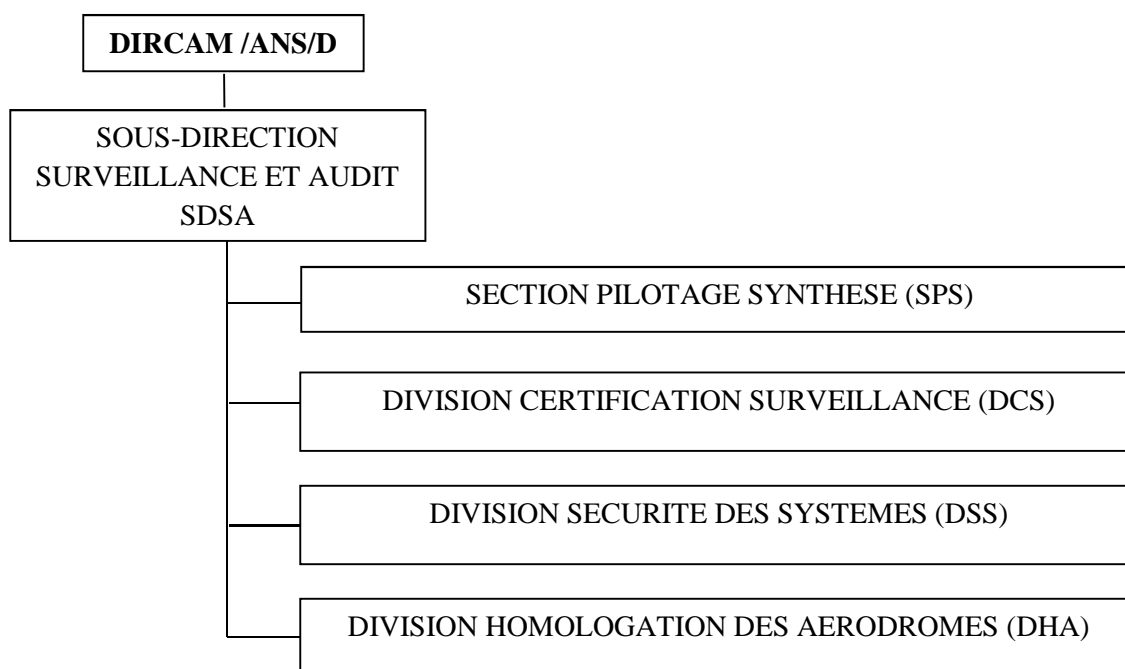 DIRCAM /ANS/D
SOUS-DIRECTION
SURVEILLANCE ET AUDIT
SDSA
SECTION PILOTAGE SYNTHESE (SPS)
DIVISION CERTIFICATION SURVEILLANCE (DCS)
DIVISION SECURITE DES SYSTEMES (DSS)
DIVISION HOMOLOGATION DES AERODROMES (DHA)